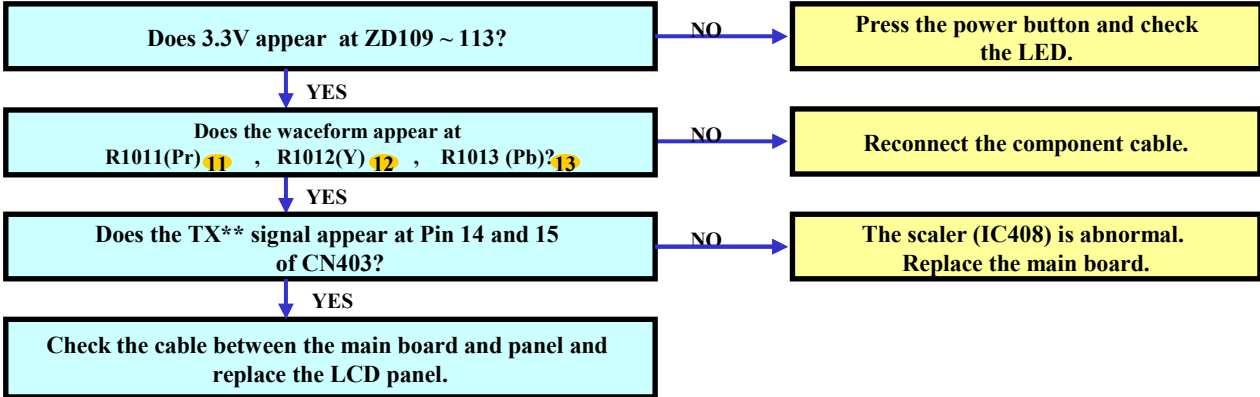 Does 3.3V appear at ZD109 ~ 113?
NO
Press the power button and check
the LED.
YES
Does the waceform appear at
R1011(Pr) 11 , R1012(Y) 12 , R1013 (Pb)?13
NO
Reconnect the component cable.
YES
Does the TX** signal appear at Pin 14 and 15
of CN403?
NO
The scaler (IC408) is abnormal.
Replace the main board.
YES
Check the cable between the main board and panel and
replace the LCD panel.